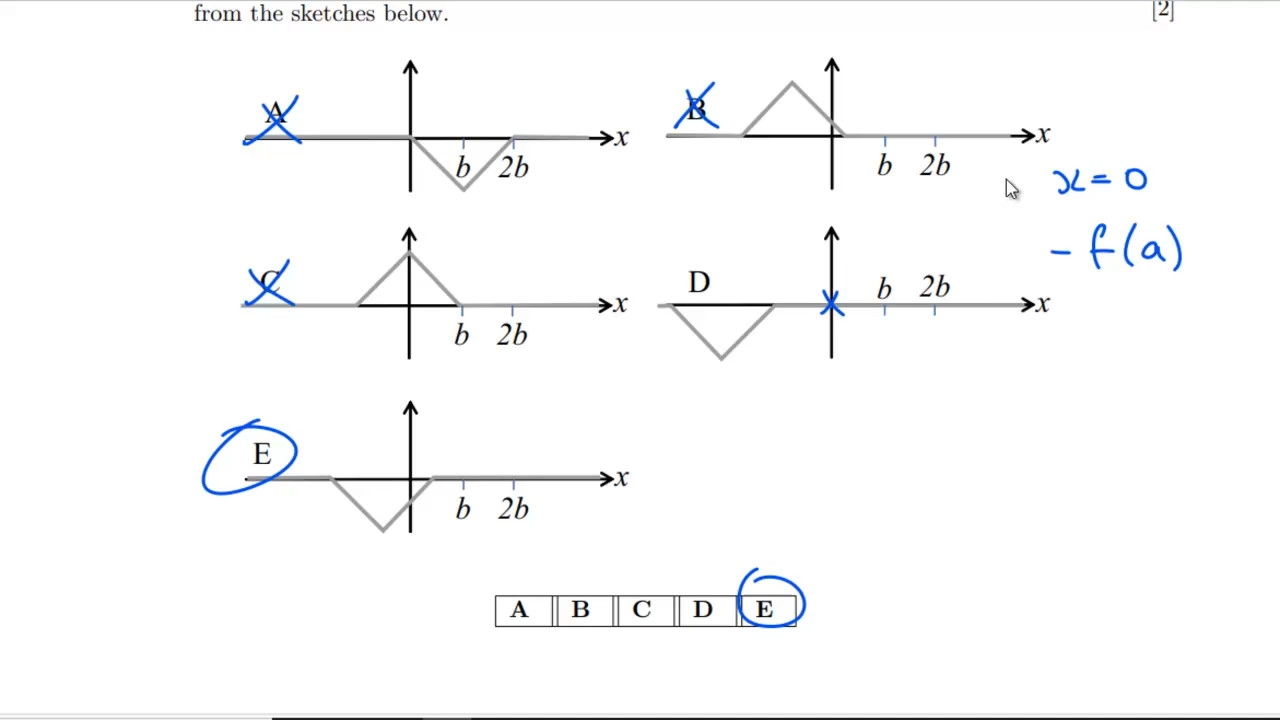 from the sketches below.
[2]
A
x
b
2b
B
x
b
2b
x = 0
- f(a)
C
x
b
2b
D
b
2b
x
E
x
b
2b
A B C D E